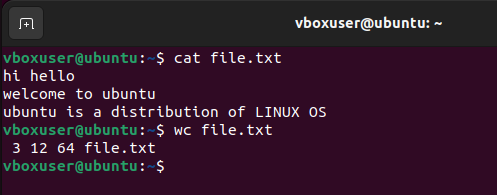 vboxuser@ubuntu: ~
vboxuser@ubuntu:~$ cat file.txt
hi hello
welcome to ubuntu
ubuntu is a distribution of LINUX OS
vboxuser@ubuntu:~$ wc file.txt
 3 12 64 file.txt
vboxuser@ubuntu:~$